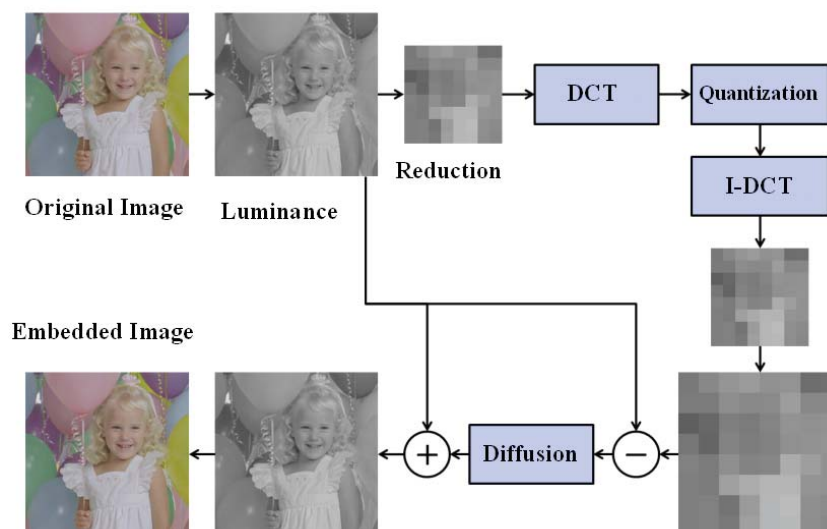 DCT
Quantization
Reduction
I-DCT
Original Image
Luminance
Embedded Image
Diffusion
+
−